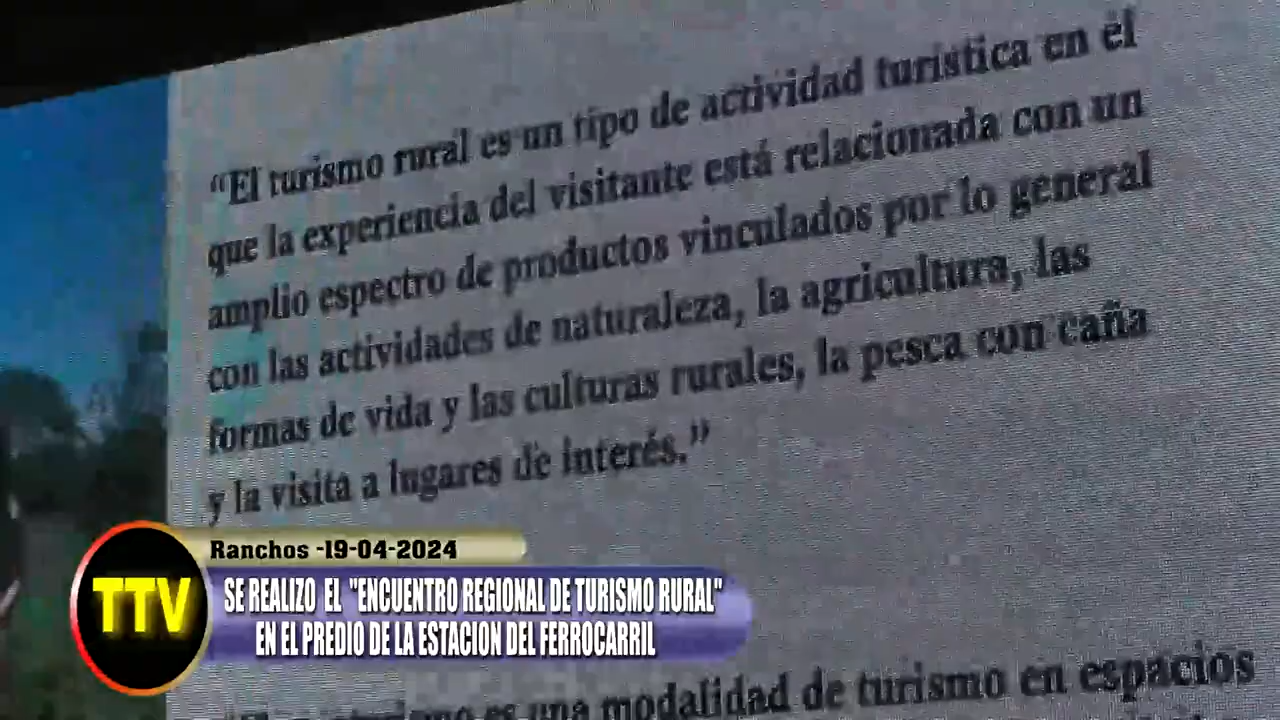 “El turismo rural es un tipo de actividad turística en el
que la experiencia del visitante está relacionada con un
amplio espectro de productos vinculados por lo general
con las actividades de naturaleza, la agricultura, las
formas de vida y las culturas rurales, la pesca con caña
y la visita a lugares de interés.”
Ranchos -19-04-2024
TTV
SE REALIZO EL "ENCUENTRO REGIONAL DE TURISMO RURAL"
EN EL PREDIO DE LA ESTACION DEL FERROCARRIL
es una modalidad de turismo en espacios